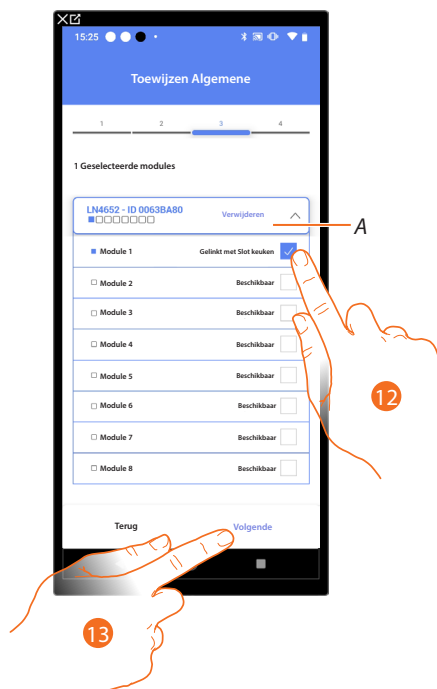 15:25
Toewijzen Algemene
1 2 3 4
1 Geselecteerde modules
LN4652 - ID 0063BA80 Verwijderen
A
Module 1 Gelinkt met Slot keuken
Module 2 Beschikbaar
Module 3 Beschikbaar
Module 4 Beschikbaar
Module 5 Beschikbaar
Module 6 Beschikbaar
Module 7 Beschikbaar
Module 8 Beschikbaar
12
Terug Volgende
13